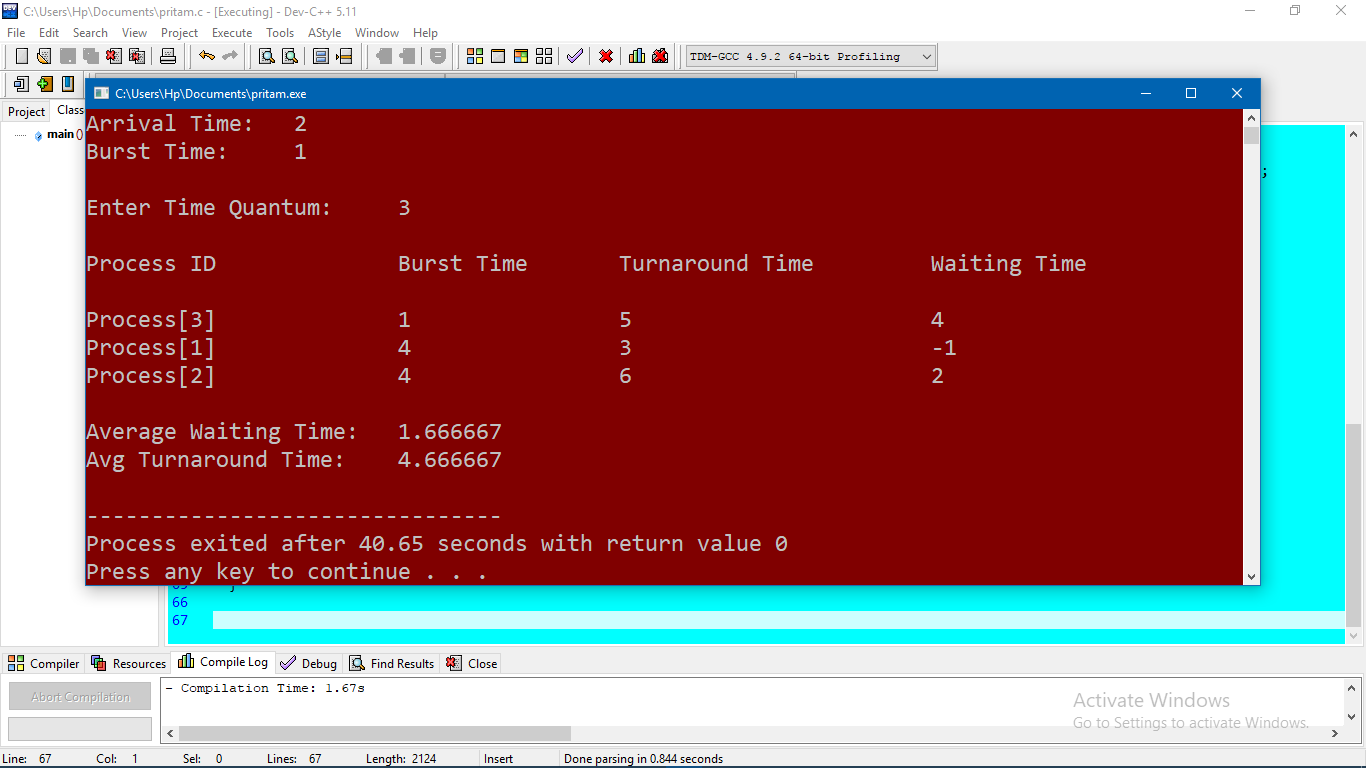 C:\Users\Hp\Documents\pritam.c - [Executing] - Dev-C++ 5.11
File Edit Search View Project Execute Tools AStyle Window Help
TDM-GCC 4.9.2 64-bit Profiling
Project Class
main ()
C:\Users\Hp\Documents\pritam.exe
;
Arrival Time: 2
Burst Time: 1
Enter Time Quantum: 3
Process ID Burst Time Turnaround Time Waiting Time
Process[3] 1 5 4
Process[1] 4 3 -1
Process[2] 4 6 2
Average Waiting Time: 1.666667
Avg Turnaround Time: 4.666667
--------------------------------
Process exited after 40.65 seconds with return value 0
Press any key to continue . . .
66
67
Compiler Resources Compile Log Debug Find Results Close
Abort Compilation
- Compilation Time: 1.67s
Activate Windows
Go to Settings to activate Windows.
Line: 67 Col: 1 Sel: 0 Lines: 67 Length: 2124 Insert Done parsing in 0.844 seconds